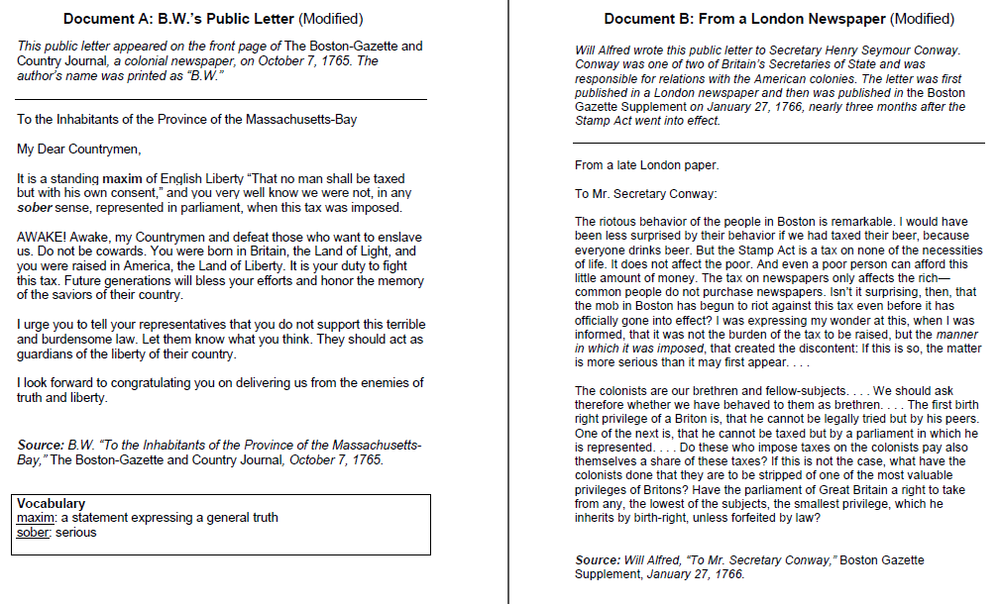 Document A: B.W.'s Public Letter (Modified)
This public letter appeared on the front page of The Boston-Gazette and
Country Journal, a colonial newspaper, on October 7, 1765. The
author's name was printed as "B.W."
To the Inhabitants of the Province of the Massachusetts-Bay
My Dear Countrymen,
It is a standing maxim of English Liberty "That no man shall be taxed
but with his own consent," and you very well know we were not, in any
sober sense, represented in parliament, when this tax was imposed.
AWAKE! Awake, my Countrymen and defeat those who want to enslave
us. Do not be cowards. You were born in Britain, the Land of Light, and
you were raised in America, the Land of Liberty. It is your duty to fight
this tax. Future generations will bless your efforts and honor the memory
of the saviors of their country.
I urge you to tell your representatives that you do not support this terrible
and burdensome law. Let them know what you think. They should act as
guardians of the liberty of their country.
I look forward to congratulating you on delivering us from the enemies of
truth and liberty.
Source: B.W. "To the Inhabitants of the Province of the Massachusetts-
Bay," The Boston-Gazette and Country Journal, October 7, 1765.
Vocabulary
maxim: a statement expressing a general truth
sober: serious
Document B: From a London Newspaper (Modified)
Will Alfred wrote this public letter to Secretary Henry Seymour Conway.
Conway was one of two of Britain's Secretaries of State and was
responsible for relations with the American colonies. The letter was first
published in a London newspaper and then was published in the Boston
Gazette Supplement on January 27, 1766, nearly three months after the
Stamp Act went into effect.
From a late London paper.
To Mr. Secretary Conway:
The riotous behavior of the people in Boston is remarkable. I would have
been less surprised by their behavior if we had taxed their beer, because
everyone drinks beer. But the Stamp Act is a tax on none of the necessities
of life. It does not affect the poor. And even a poor person can afford this
little amount of money. The tax on newspapers only affects the rich—
common people do not purchase newspapers. Isn't it surprising, then, that
the mob in Boston has begun to riot against this tax even before it has
officially gone into effect? I was expressing my wonder at this, when I was
informed, that it was not the burden of the tax to be raised, but the manner
in which it was imposed, that created the discontent: If this is so, the matter
is more serious than it may first appear. . . .
The colonists are our brethren and fellow-subjects. . . . We should ask
therefore whether we have behaved to them as brethren. . . . The first birth
right privilege of a Briton is, that he cannot be legally tried but by his peers.
One of the next is, that he cannot be taxed but by a parliament in which he
is represented. . . . Do these who impose taxes on the colonists pay also
themselves a share of these taxes? If this is not the case, what have the
colonists done that they are to be stripped of one of the most valuable
privileges of Britons? Have the parliament of Great Britain a right to take
from any, the lowest of the subjects, the smallest privilege, which he
inherits by birth-right, unless forfeited by law?
Source: Will Alfred, "To Mr. Secretary Conway," Boston Gazette
Supplement, January 27, 1766.